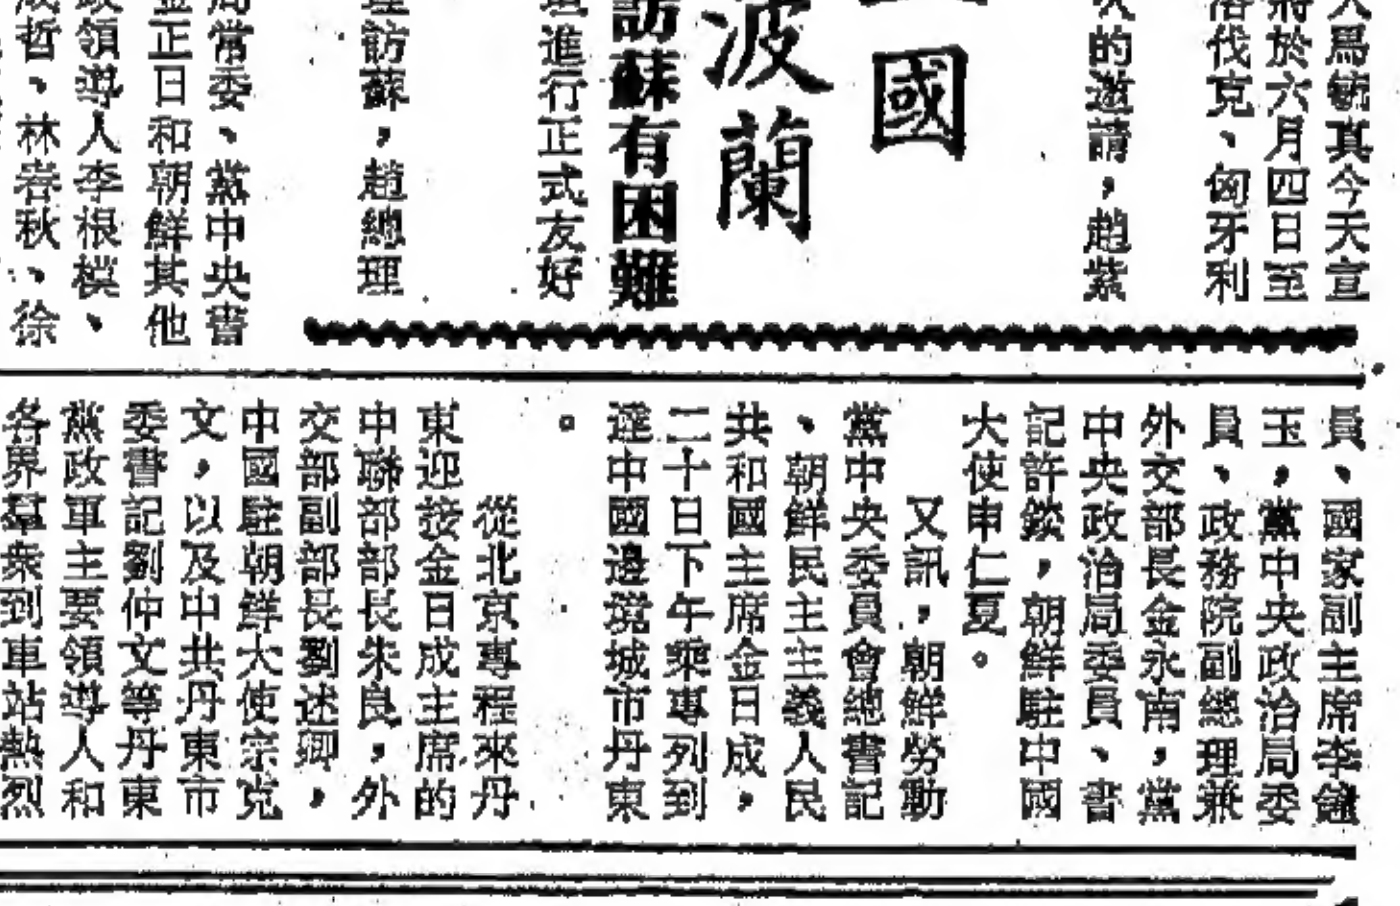 人馬毓真今天宣
將於六月四日至
洛伐克、匈牙利
的邀請，趙紫
國
波蘭
訪蘇有困難
進行正式友好
理訪蘇，趙總理
局常委、黨中央書
金正日和朝鮮其他
政領導人李根模、
成哲、林春秋、徐
員、國家副主席李鐘
玉，黨中央政治局委
員、政務院副總理兼
外交部長金永南，黨
中央政治局委員、書
記許錟，朝鮮駐中國
大使申仁夏。
又訊，朝鮮勞動
黨中央委員會總書記
、朝鮮民主主義人民
共和國主席金日成，
二十日下午乘專列到
達中國邊境城市丹東
。
從北京專程來丹
東迎接金日成主席的
中聯部部長朱良，外
交部副部長劉述卿，
中國駐朝鮮大使宗克
文，以及中共丹東市
委書記劉仲文等丹東
黨政軍主要領導人和
各界羣衆到車站熱烈